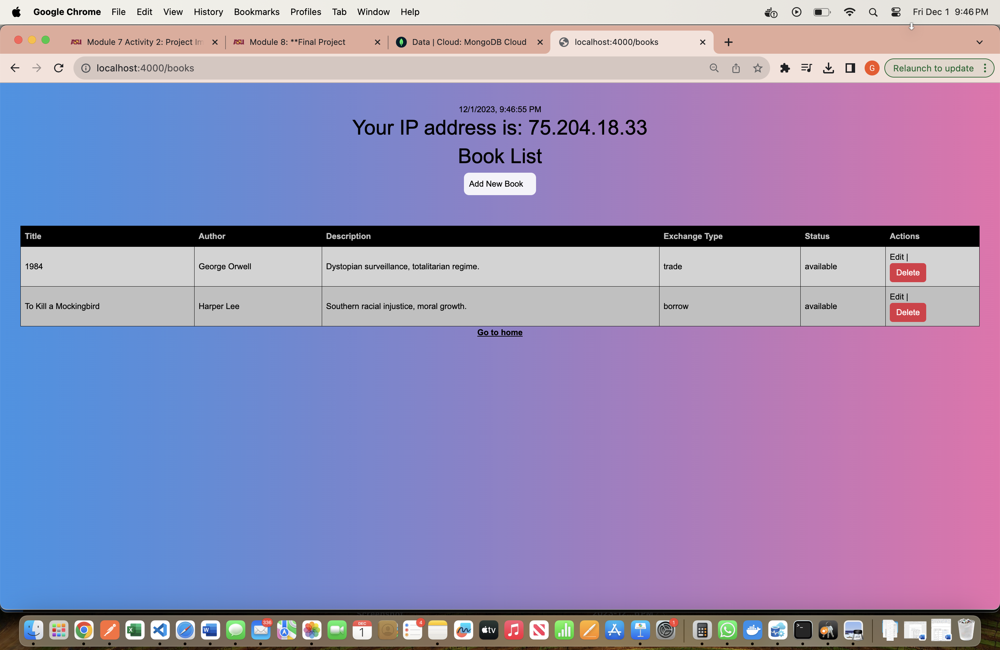 Google Chrome File Edit View History Bookmarks Profiles Tab Window Help Fri Dec 1 9:46 PM
ASU Module 7 Activity 2: Project Im ASU Module 8: **Final Project Data | Cloud: MongoDB Cloud localhost:4000/books
localhost:4000/books G Relaunch to update
12/1/2023, 9:46:55 PM
Your IP address is: 75.204.18.33
Book List
Add New Book
Title Author Description Exchange Type Status Actions
1984 George Orwell Dystopian surveillance, totalitarian regime. trade available Edit |
Delete
To Kill a Mockingbird Harper Lee Southern racial injustice, moral growth. borrow available Edit |
Delete
Go to home
336 DEC 1 4 tv 1